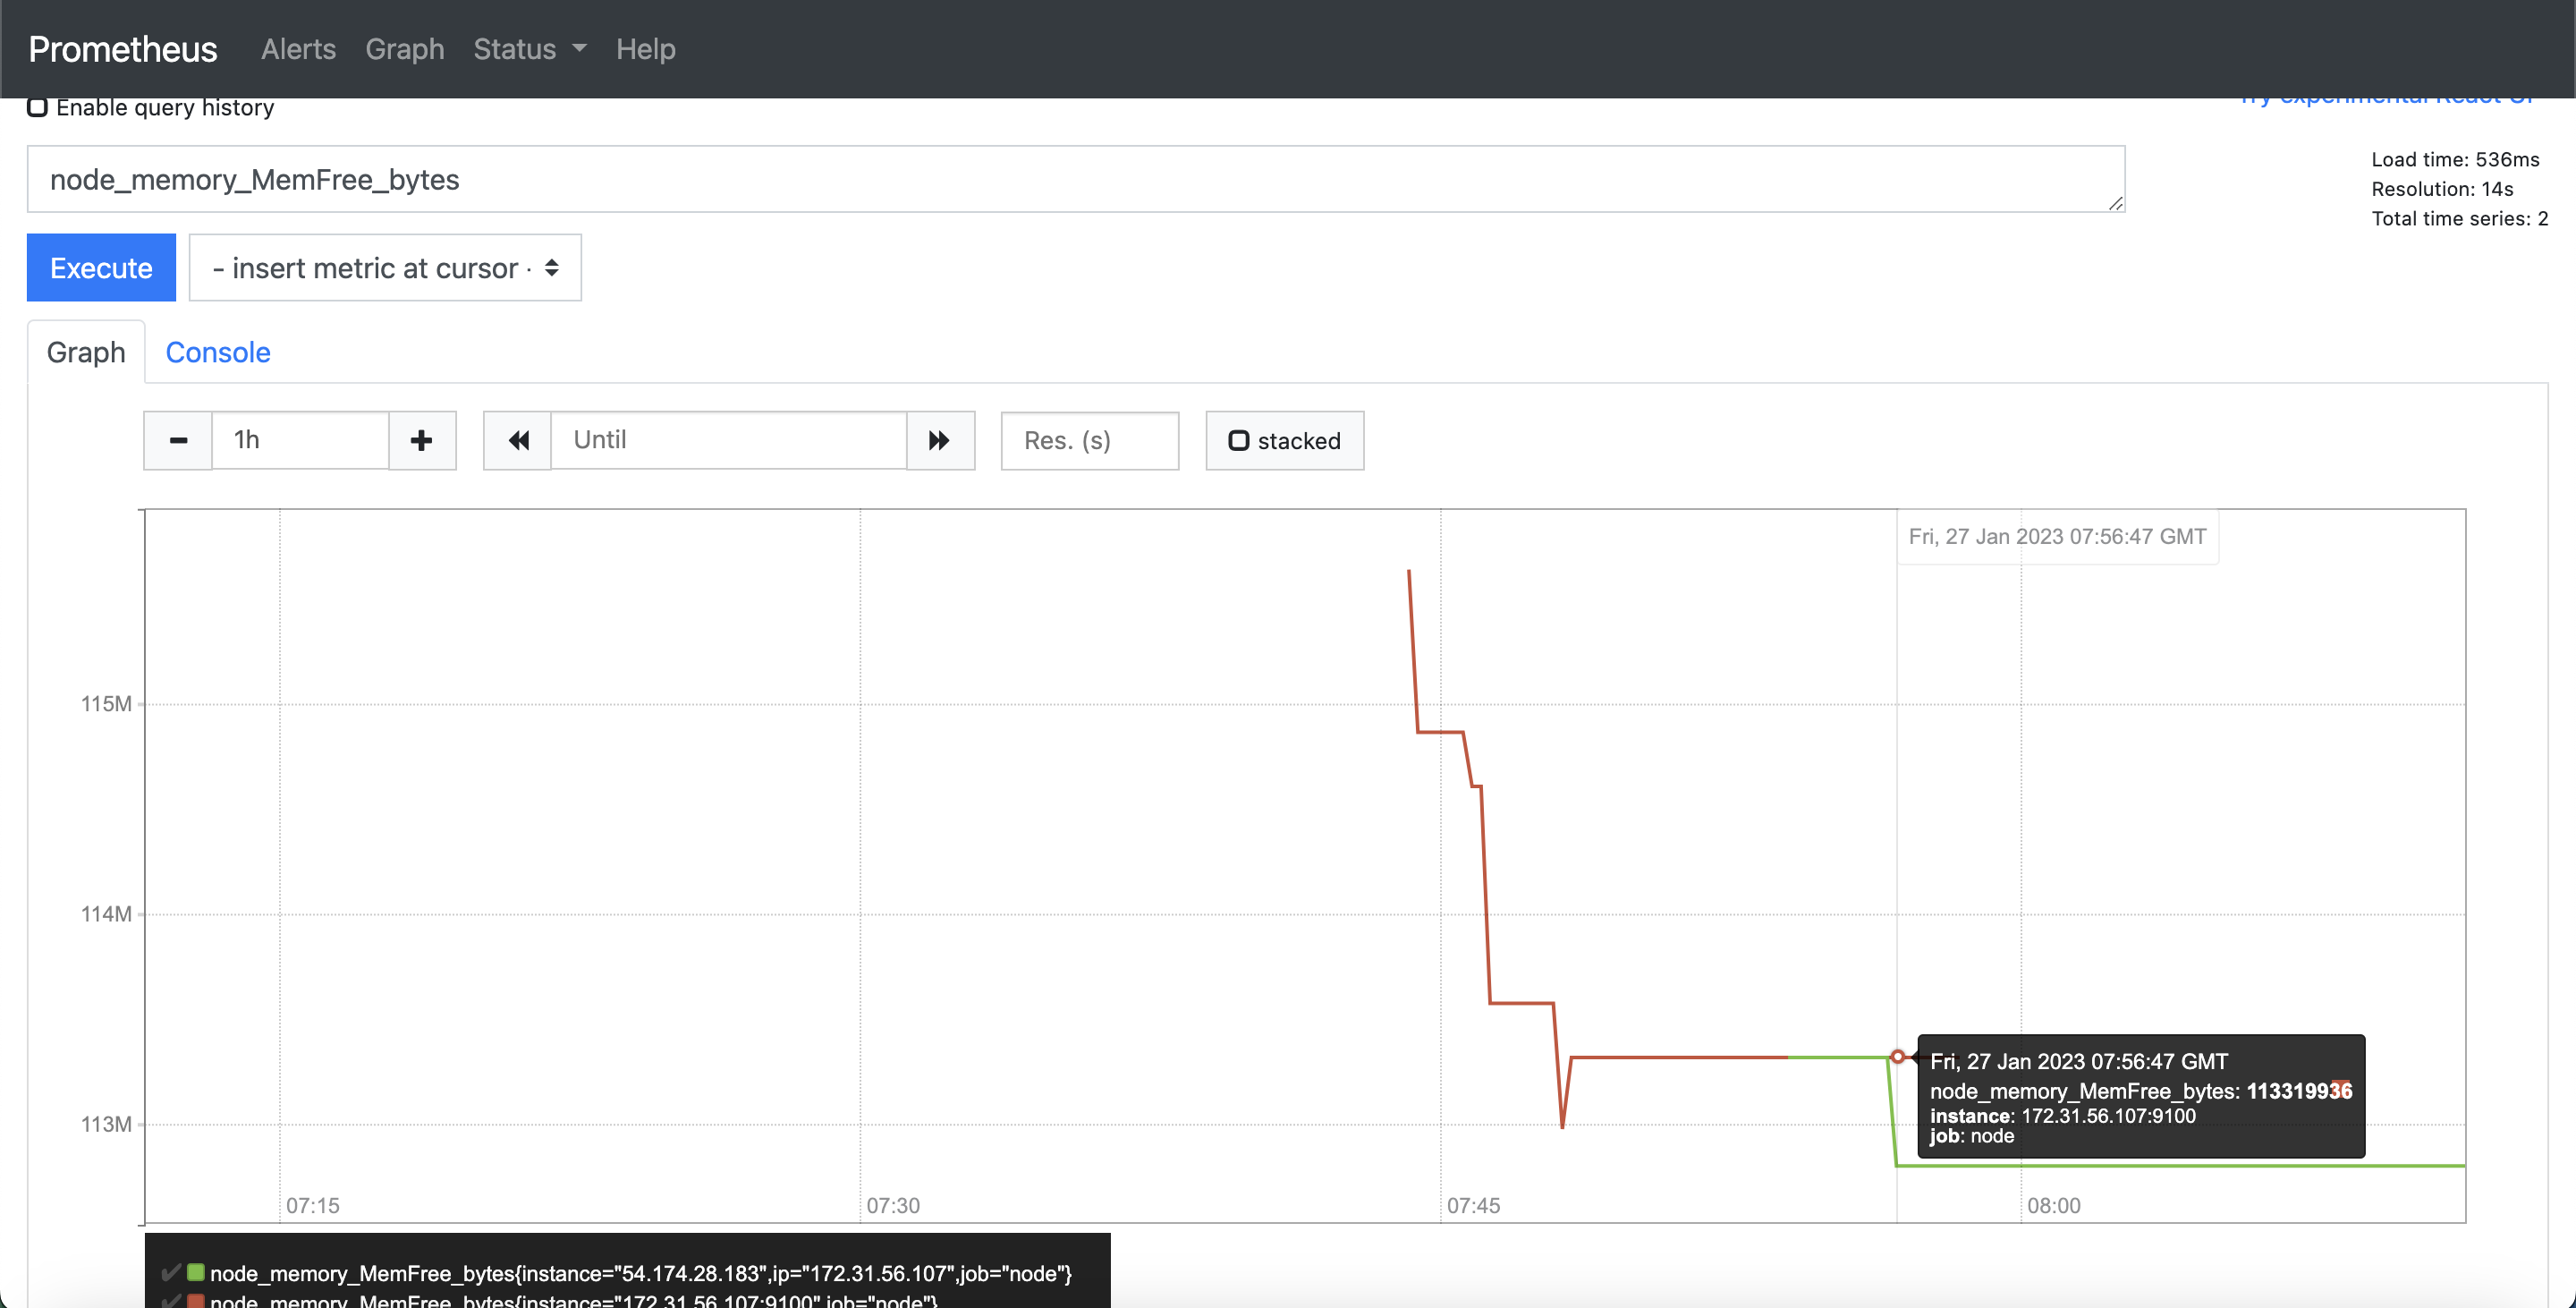 Prometheus Alerts Graph Status Help
Enable query history
Try experimental React UI
node_memory_MemFree_bytes
Load time: 536ms
Resolution: 14s
Total time series: 2
Execute
- insert metric at cursor -
Graph Console
1h
Until
Res. (s)
stacked
Fri, 27 Jan 2023 07:56:47 GMT
115M
114M
113M
Fri, 27 Jan 2023 07:56:47 GMT
node_memory_MemFree_bytes: 113319936
instance: 172.31.56.107:9100
job: node
07:15 07:30 07:45 08:00
node_memory_MemFree_bytes{instance="54.174.28.183",ip="172.31.56.107",job="node"}
node_memory_MemFree_bytes{instance="172.31.56.107:9100",job="node"}